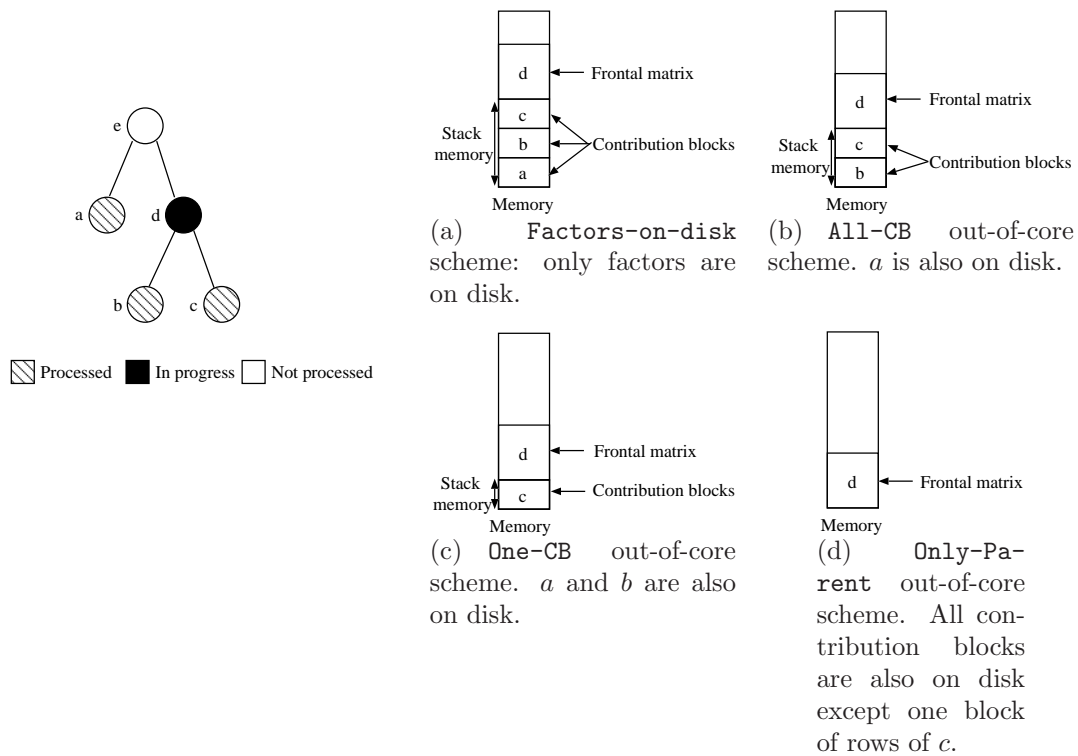 e
a
d
b
c
Processed
In progress
Not processed
d
c
b
a
Frontal matrix
Stack
memory
Contribution blocks
Memory
(a) Factors-on-disk
scheme: only factors are
on disk.
d
c
b
Frontal matrix
Stack
memory
Contribution blocks
Memory
(b) All-CB out-of-core
scheme. a is also on disk.
d
c
Frontal matrix
Stack
memory
Contribution blocks
Memory
(c) One-CB out-of-core
scheme. a and b are also
on disk.
d
Frontal matrix
Memory
(d) Only-Pa-
rent out-of-core
scheme. All con-
tribution blocks
are also on disk
except one block
of rows of c.